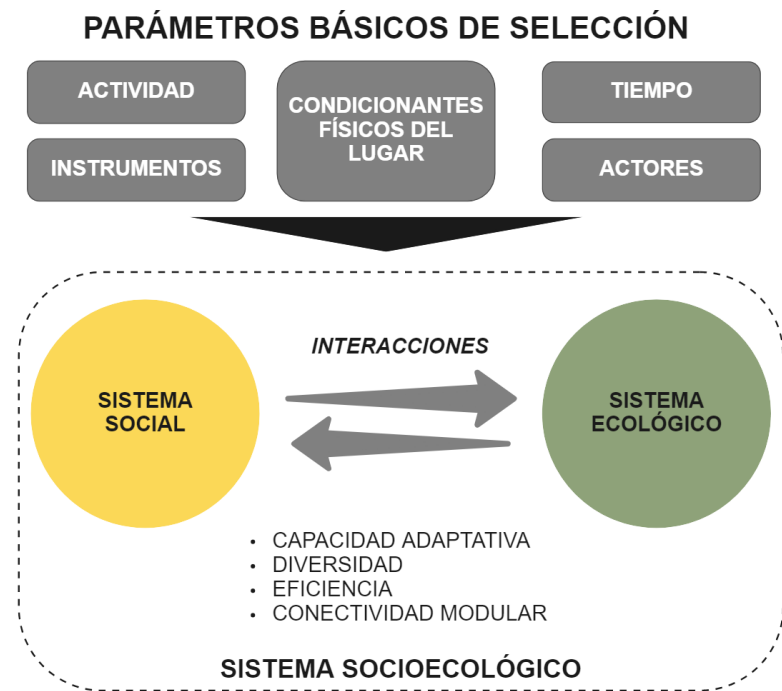 PARÁMETROS BÁSICOS DE SELECCIÓN
ACTIVIDAD
INSTRUMENTOS
CONDICIONANTES
FÍSICOS DEL
LUGAR
TIEMPO
ACTORES
SISTEMA
SOCIAL
INTERACCIONES
SISTEMA
ECOLÓGICO
• CAPACIDAD ADAPTATIVA
• DIVERSIDAD
• EFICIENCIA
• CONECTIVIDAD MODULAR
SISTEMA SOCIOECOLÓGICO